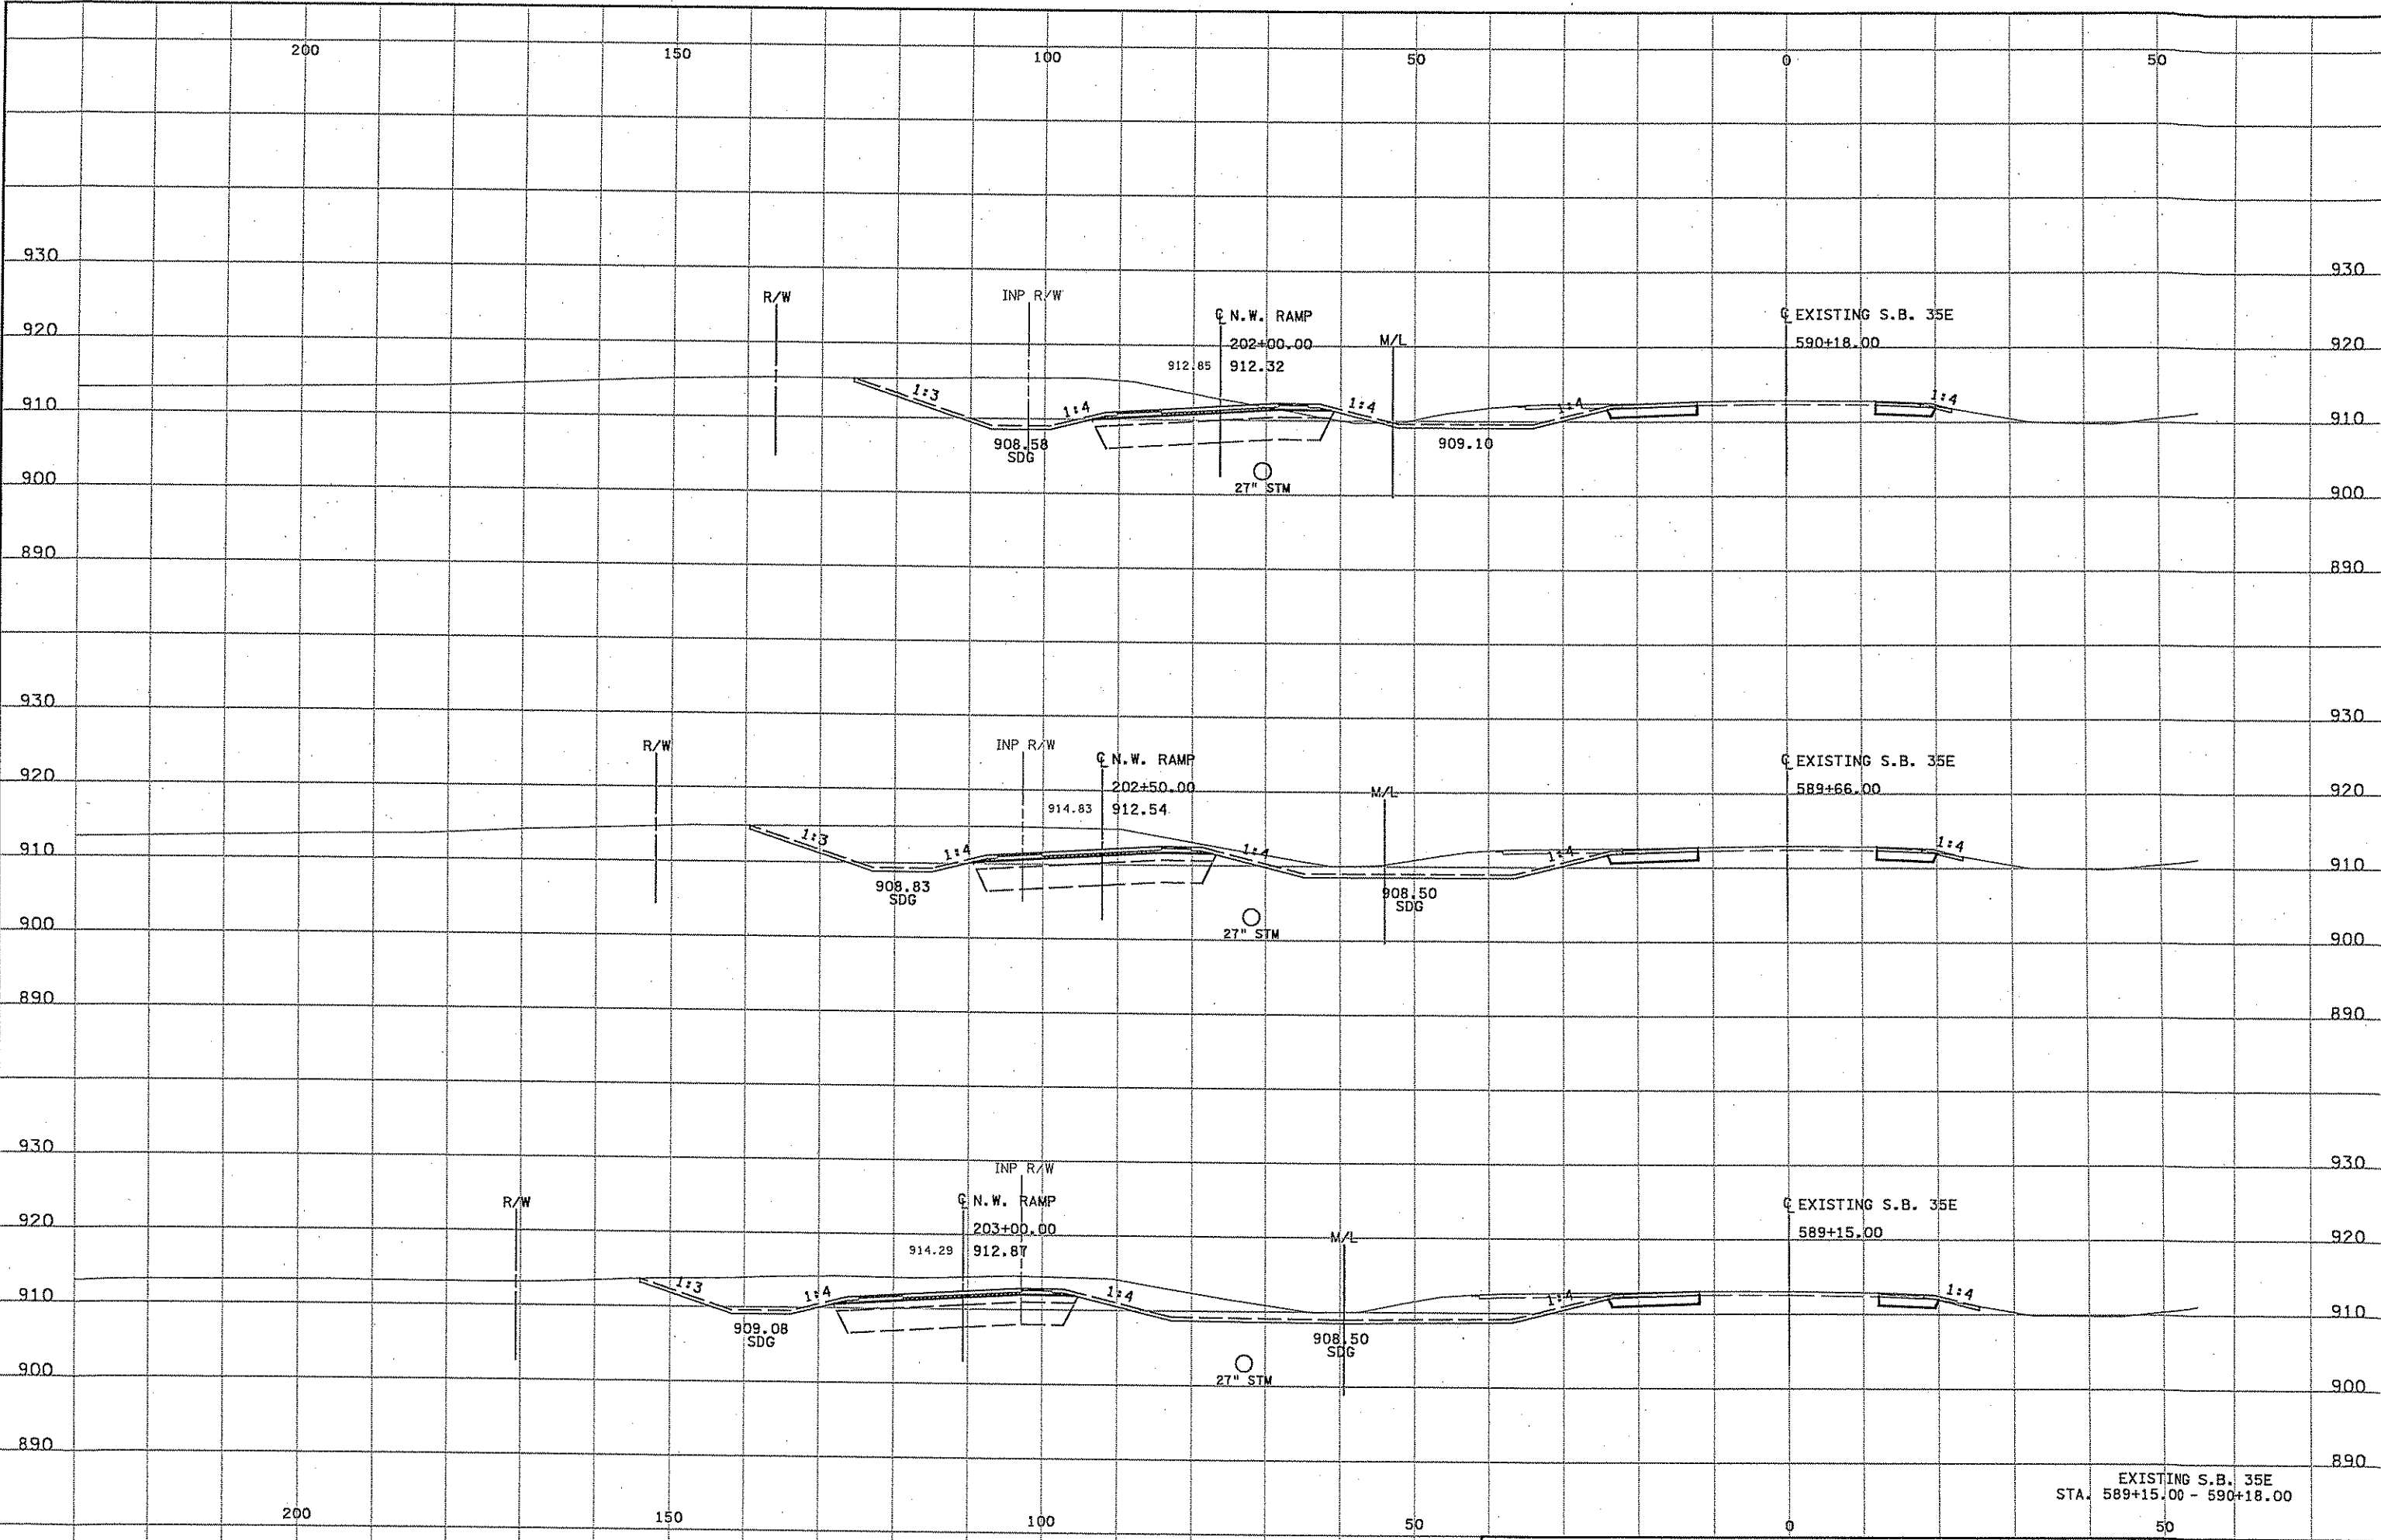 200 150 100 50 0 50
930 930
R/W INP R/W
℄ N.W. RAMP ℄ EXISTING S.B. 35E
920 202+00.00 M/L 590+18.00 920
912.85 912.32
1:3 1:4 1:4 1:4 1:4
910 910
908.58 909.10
SDG
900 27" STM 900
890 890
930 930
R/W INP R/W
℄ N.W. RAMP ℄ EXISTING S.B. 35E
920 202+50.00 M/L 589+66.00 920
914.83 912.54
1:3 1:4 1:4 1:4 1:4
910 910
908.83 908.50
SDG SDG
900 27" STM 900
890 890
930 930
INP R/W
R/W ℄ N.W. RAMP ℄ EXISTING S.B. 35E
920 203+00.00 M/L 589+15.00 920
914.29 912.87
1:3 1:4 1:4 1:4 1:4
910 910
909.08 908.50
SDG SDG
900 27" STM 900
890 890
EXISTING S.B. 35E
STA. 589+15.00 - 590+18.00
200 150 100 50 0 50